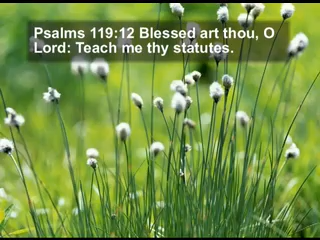 Psalms 119:12 Blessed art thou, O
Lord: Teach me thy statutes.